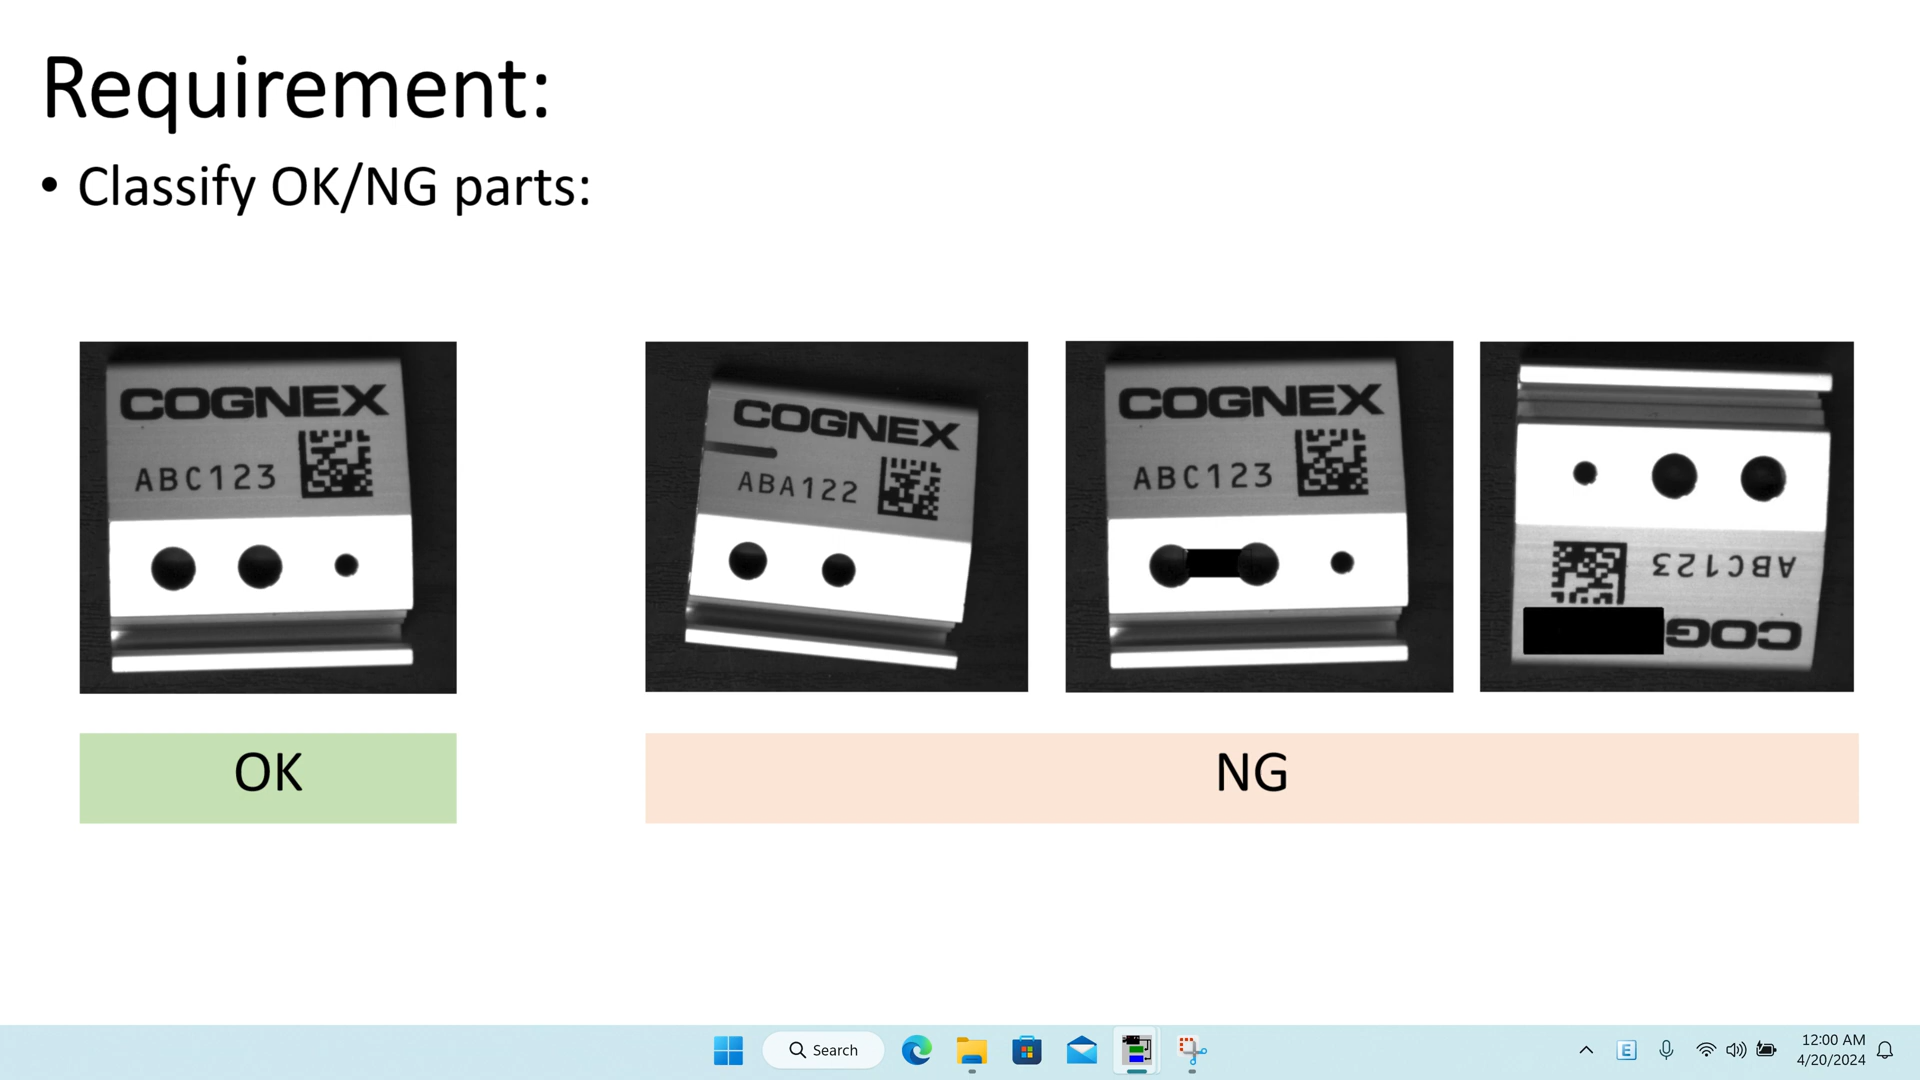 Requirement:
• Classify OK/NG parts:
COGNEX
ABC123
COGNEX
ABA122
COGNEX
ABC123
ABC123
COG
OK
NG
Search
E
12:00 AM
4/20/2024